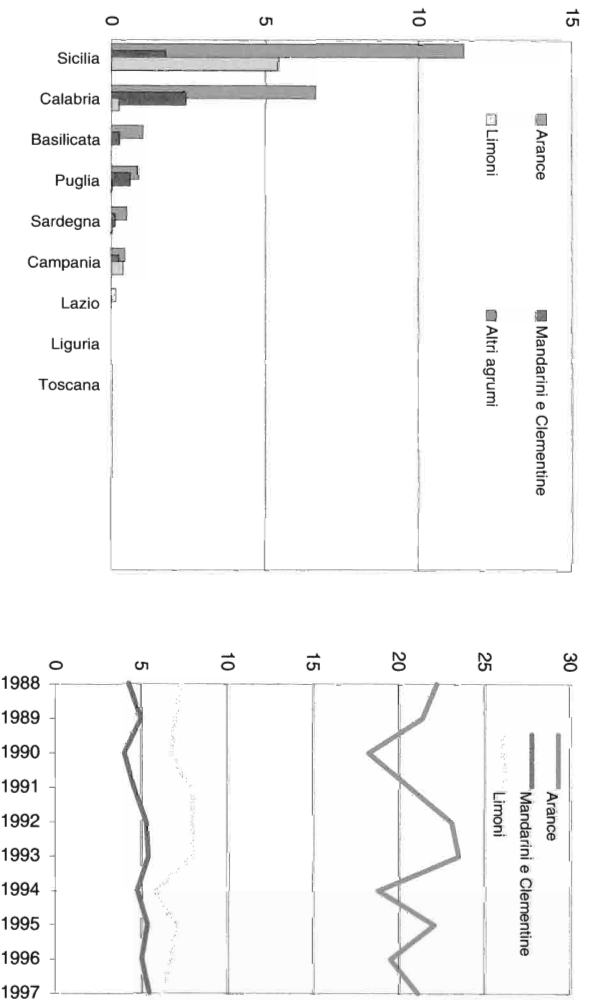 15
10
5
0
Arance
Mandarini e Clementine
Limoni
Altri agrumi
Sicilia
Calabria
Basilicata
Puglia
Sardegna
Campania
Lazio
Liguria
Toscana
30
25
20
15
10
5
0
Arance
Mandarini e Clementine
Limoni
1988
1989
1990
1991
1992
1993
1994
1995
1996
1997